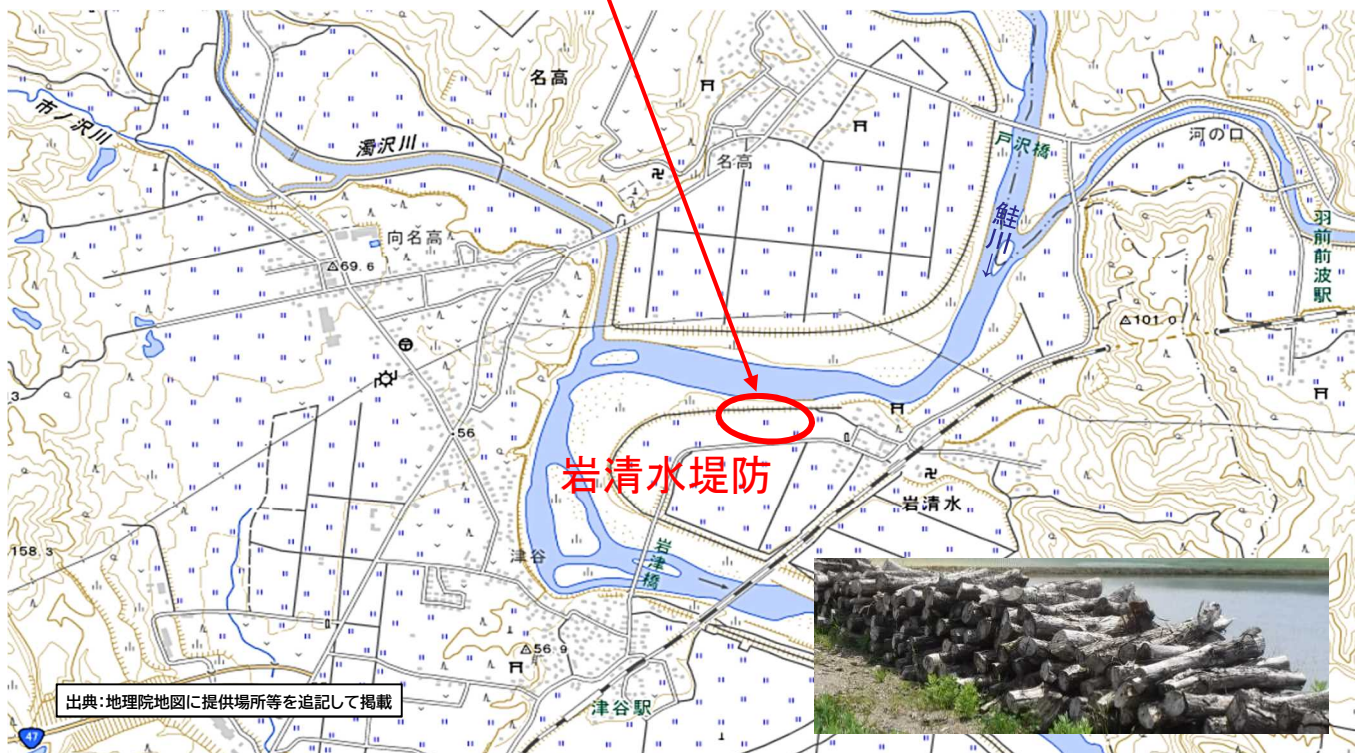 名高
市ノ沢川
濁沢川
戸沢橋
河の口
名高
鮭川→
羽前前波駅
向名高
69.6
101.0
3
56
岩清水堤防
岩清水
158.3
津谷
岩津橋
56.9
出典：地理院地図に提供場所等を追記して掲載
津谷駅
47